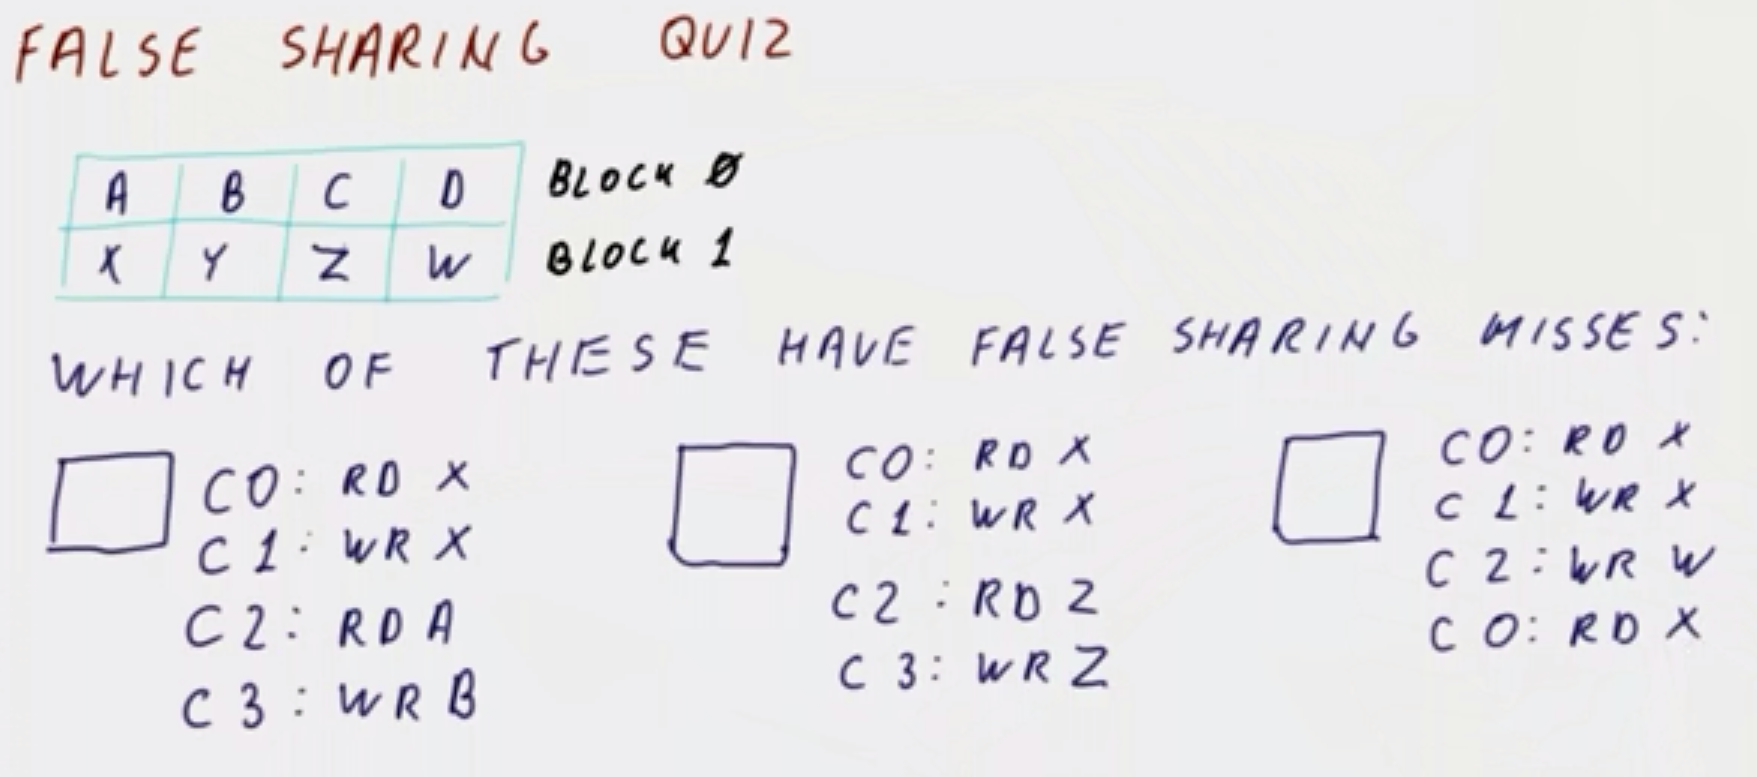 FALSE SHARING QUIZ
A B C D BLOCK 0
X Y Z W BLOCK 1
WHICH OF THESE HAVE FALSE SHARING MISSES:
C0: RD X
C1: WR X
C2: RD A
C3: WR B
C0: RD X
C1: WR X
C2: RD Z
C3: WR Z
C0: RD X
C1: WR X
C2: WR W
C0: RD X